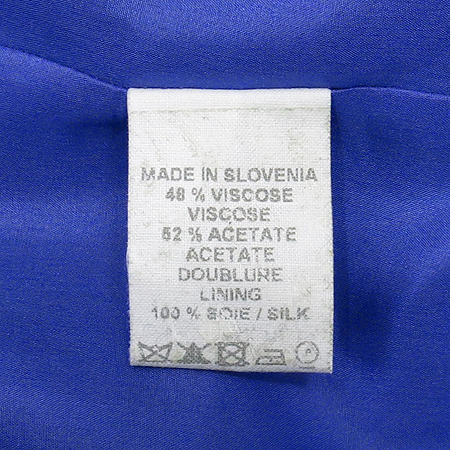 MADE IN SLOVENIA
48 % VISCOSE
VISCOSE
52 % ACETATE
ACETATE
DOUBLURE
LINING
100 % SOIE / SILK